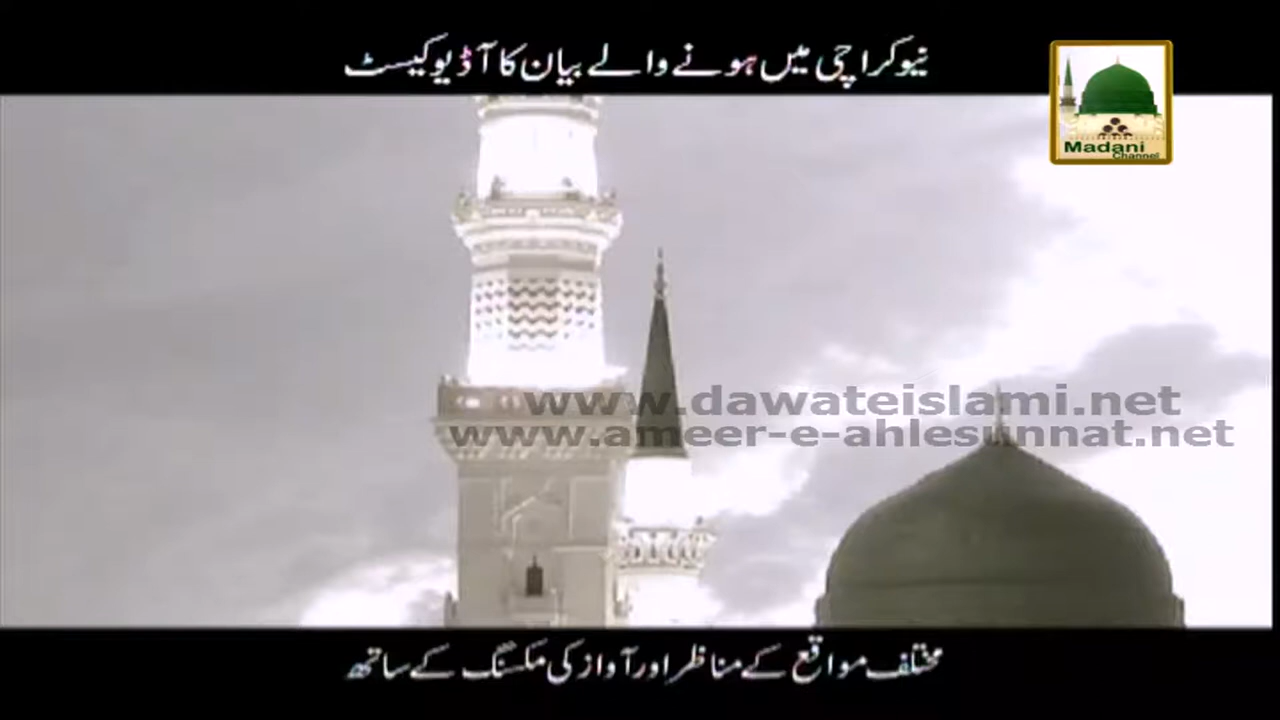 نیو کراچی میں ہونے والے بیان کا آڈیو کیسٹ
Madani
Channel
www.dawateislami.net
www.ameer-e-ahlesunnat.net
مختلف مواقع کے مناظر اور آواز کی مکسنگ کے ساتھ